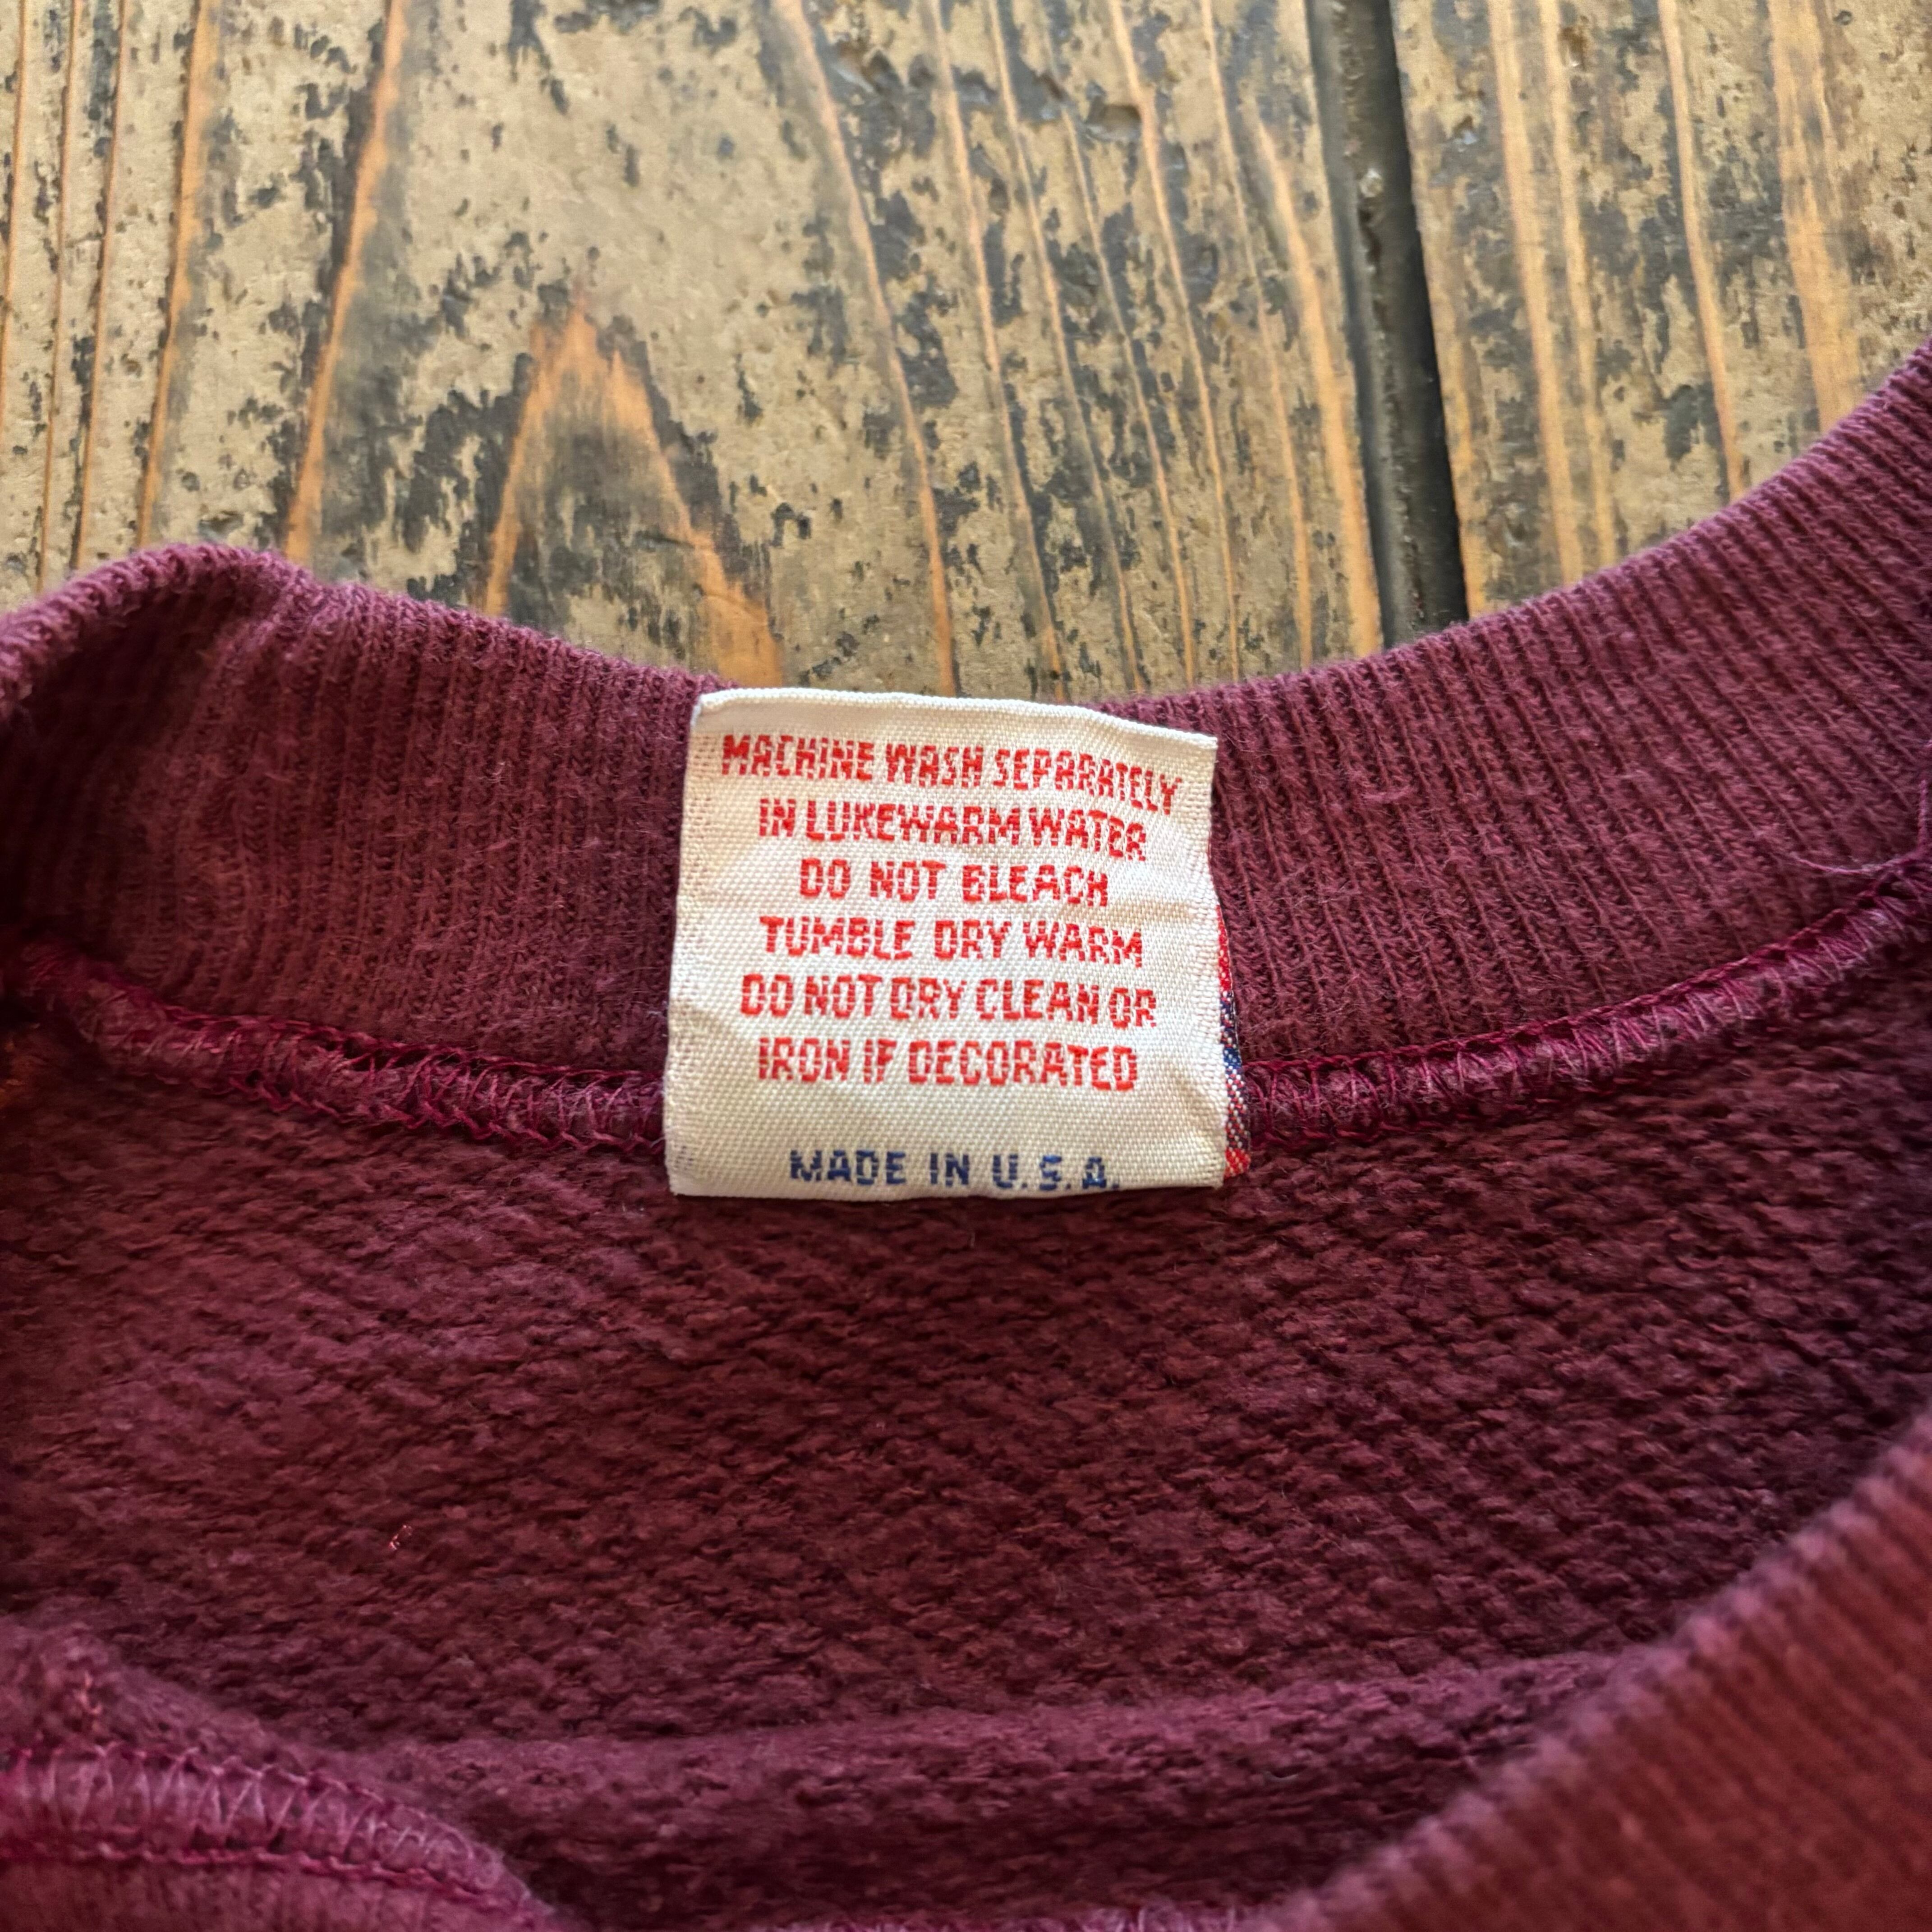 MACHINE WASH SEPARATELY
IN LUKEWARM WATER
DO NOT BLEACH
TUMBLE DRY WARM
DO NOT DRY CLEAN OR
IRON IF DECORATED
MADE IN U.S.A.